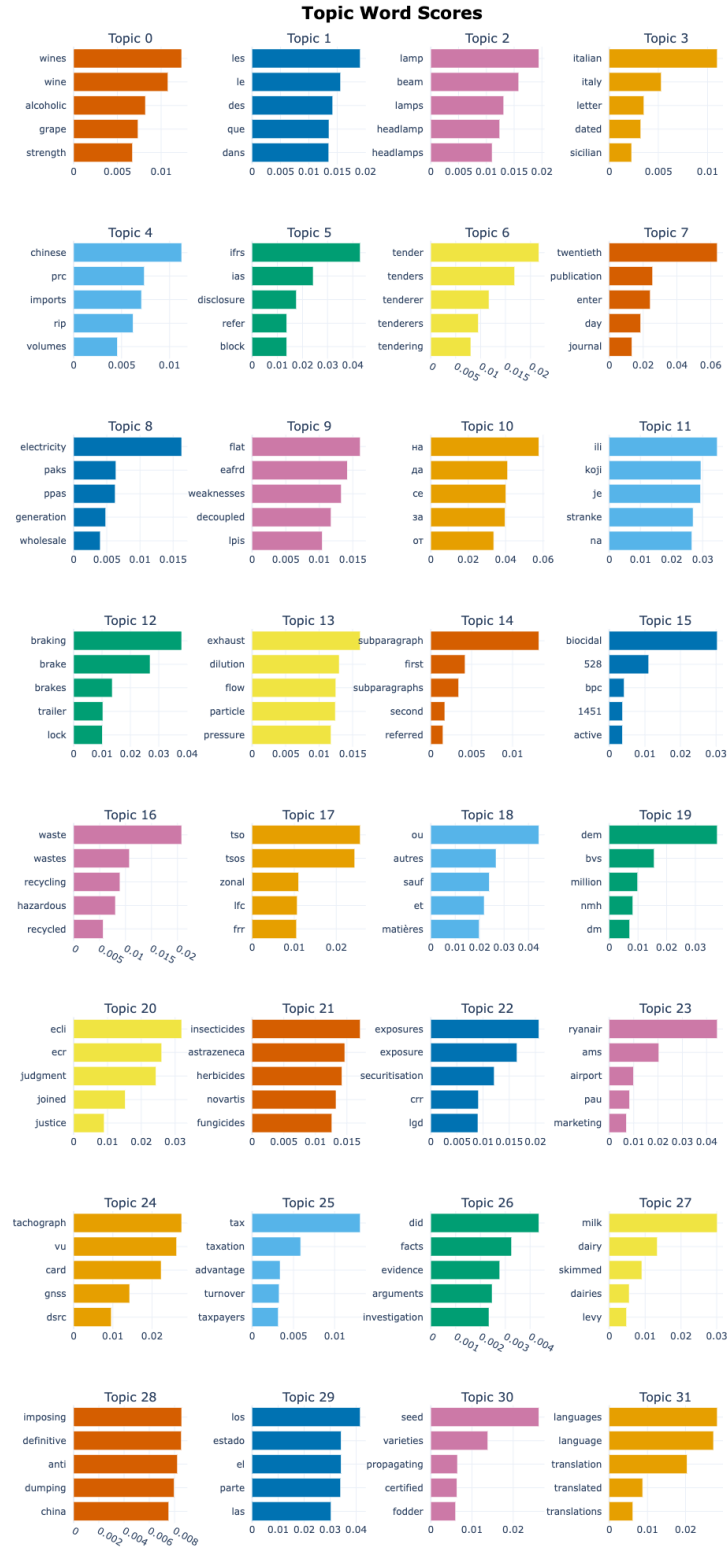 Topic Word Scores
Topic 0
wines
wine
alcoholic
grape
strength
0 0.005 0.01
Topic 1
les
le
des
que
dans
0 0.005 0.01 0.015 0.02
Topic 2
lamp
beam
lamps
headlamp
headlamps
0 0.005 0.01 0.015 0.02
Topic 3
italian
italy
letter
dated
sicilian
0 0.005 0.01
Topic 4
chinese
prc
imports
rip
volumes
0 0.005 0.01
Topic 5
ifrs
ias
disclosure
refer
block
0 0.01 0.02 0.03 0.04
Topic 6
tender
tenders
tenderer
tenderers
tendering
0 0.005 0.01 0.015 0.02
Topic 7
twentieth
publication
enter
day
journal
0 0.02 0.04 0.06
Topic 8
electricity
paks
ppas
generation
wholesale
0 0.005 0.01 0.015
Topic 9
flat
eafrd
weaknesses
decoupled
lpis
0 0.005 0.01 0.015
Topic 10
на
да
се
за
от
0 0.02 0.04 0.06
Topic 11
ili
koji
je
stranke
na
0 0.01 0.02 0.03
Topic 12
braking
brake
brakes
trailer
lock
0 0.01 0.02 0.03 0.04
Topic 13
exhaust
dilution
flow
particle
pressure
0 0.005 0.01 0.015
Topic 14
subparagraph
first
subparagraphs
second
referred
0 0.01
Topic 15
biocidal
528
bpc
1451
active
0 0.01 0.02 0.03
Topic 16
waste
wastes
recycling
hazardous
recycled
0 0.005 0.01 0.015 0.02
Topic 17
tso
tsos
zonal
lfc
frr
0 0.01 0.02
Topic 18
ou
autres
sauf
et
matières
0 0.01 0.02 0.03 0.04
Topic 19
dem
bvs
million
nmh
dm
0 0.01 0.02 0.03
Topic 20
ecli
ecr
judgment
joined
justice
0 0.01 0.02 0.03
Topic 21
insecticides
astrazeneca
herbicides
novartis
fungicides
0 0.005 0.01 0.015
Topic 22
exposures
exposure
securitisation
crr
lgd
0 0.005 0.01 0.015 0.02
Topic 23
ryanair
ams
airport
pau
marketing
0 0.01 0.02 0.03 0.04
Topic 24
tachograph
vu
card
gnss
dsrc
0 0.01 0.02
Topic 25
tax
taxation
advantage
turnover
taxpayers
0 0.005 0.01
Topic 26
did
facts
evidence
arguments
investigation
0 0.001 0.002 0.003 0.004
Topic 27
milk
dairy
skimmed
dairies
levy
0 0.01 0.02 0.03
Topic 28
imposing
definitive
anti
dumping
china
0 0.002 0.004 0.006 0.008
Topic 29
los
estado
el
parte
las
0 0.01 0.02 0.03 0.04
Topic 30
seed
varieties
propagating
certified
fodder
0 0.01 0.02
Topic 31
languages
language
translation
translated
translations
0 0.01 0.02